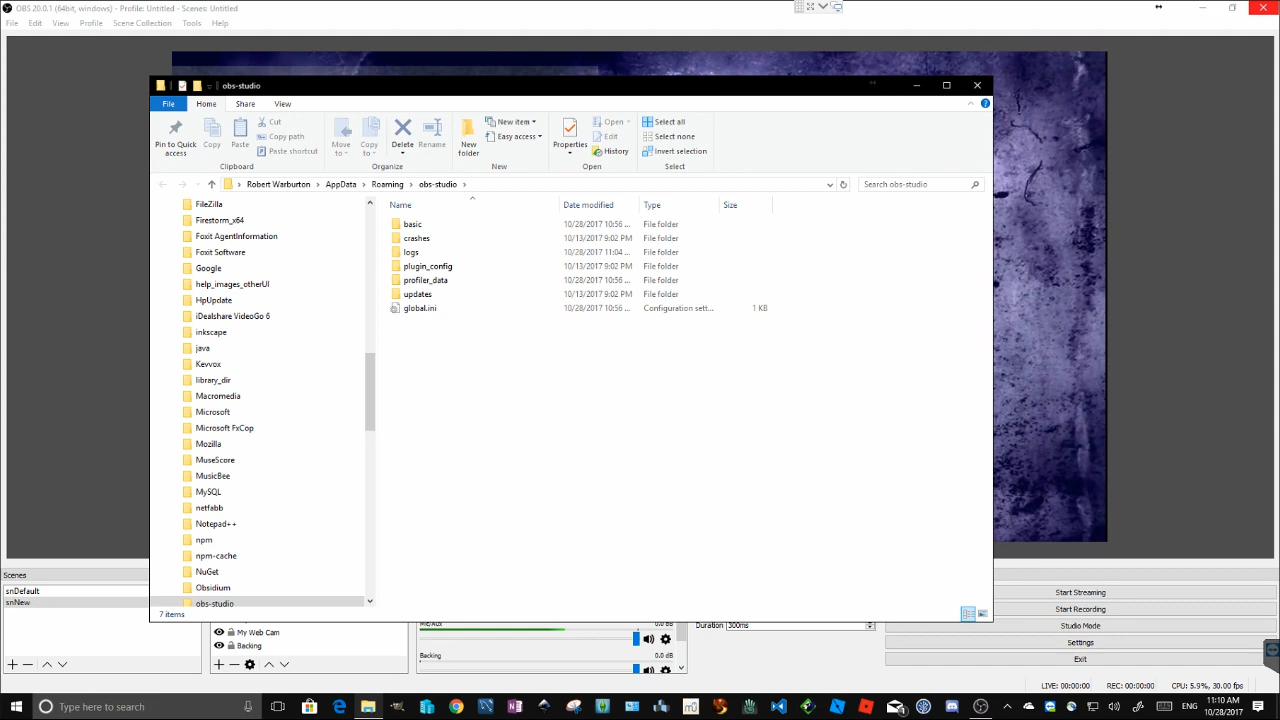 OBS 20.0.1 (64bit, windows) - Profile: Untitled - Scenes: Untitled
File Edit View Profile Scene Collection Tools Help
obs-studio
File Home Share View
Pin to Quick access
Copy
Paste
Cut
Copy path
Paste shortcut
Clipboard
Move to
Copy to
Delete
Rename
Organize
New folder
New item
Easy access
New
Properties
Open
Edit
History
Open
Select all
Select none
Invert selection
Select
Robert Warburton > AppData > Roaming > obs-studio >
Search obs-studio
Name Date modified Type Size
basic 10/28/2017 10:56 ... File folder
crashes 10/13/2017 9:02 PM File folder
logs 10/28/2017 11:04 ... File folder
plugin_config 10/13/2017 9:02 PM File folder
profiler_data 10/28/2017 10:56 ... File folder
updates 10/13/2017 9:02 PM File folder
global.ini 10/28/2017 10:56 ... Configuration sett... 1 KB
FileZilla
Firestorm_x64
Foxit AgentInformation
Foxit Software
Google
help_images_otherUI
HpUpdate
iDealshare VideoGo 6
inkscape
java
Kevvox
library_dir
Macromedia
Microsoft
Microsoft FxCop
Mozilla
MuseScore
MusicBee
MySQL
netfabb
Notepad++
npm
npm-cache
NuGet
Obsidium
obs-studio
7 items
Scenes
snDefault
snNew
My Web Cam
Backing
Mic/Aux 0.0 dB
Backing 0.0 dB
Duration 300ms
Start Streaming
Start Recording
Studio Mode
Settings
Exit
LIVE: 00:00:00 REC: 00:00:00 CPU: 5.9%, 30.00 fps
Type here to search
11:10 AM
10/28/2017